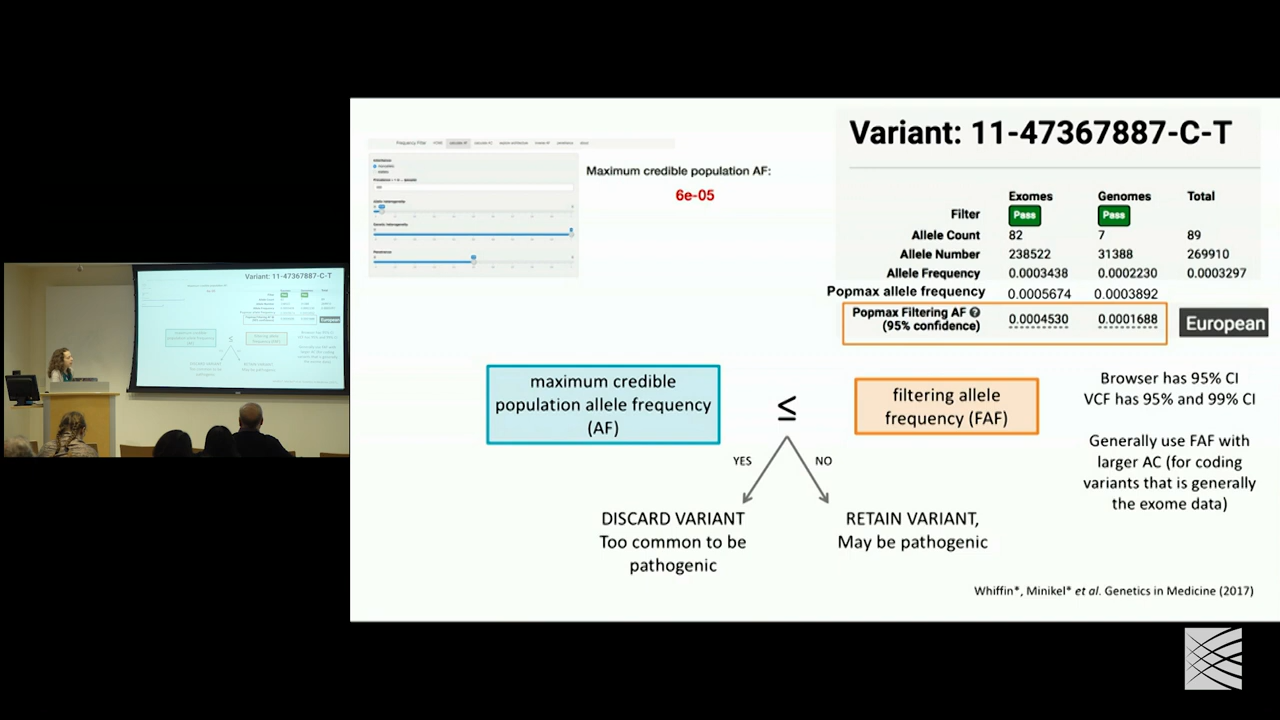 Variant: 11-47367887-C-T
Frequency Filter
Maximum credible population AF:
6e-05
Exomes Genomes Total
Filter Pass Pass
Allele Count 82 7 89
Allele Number 238522 31388 269910
Allele Frequency 0.0003438 0.0002230 0.0003297
Popmax allele frequency 0.0005674 0.0003892
Popmax Filtering AF ?
(95% confidence) 0.0004530 0.0001688
European
maximum credible
population allele frequency
(AF)
≤
filtering allele
frequency (FAF)
Browser has 95% CI
VCF has 95% and 99% CI
Generally use FAF with
larger AC (for coding
variants that is generally
the exome data)
YES
NO
DISCARD VARIANT
Too common to be
pathogenic
RETAIN VARIANT,
May be pathogenic
Whiffin*, Minikel* et al. Genetics in Medicine (2017)
Variant: 11-47367887-C-T